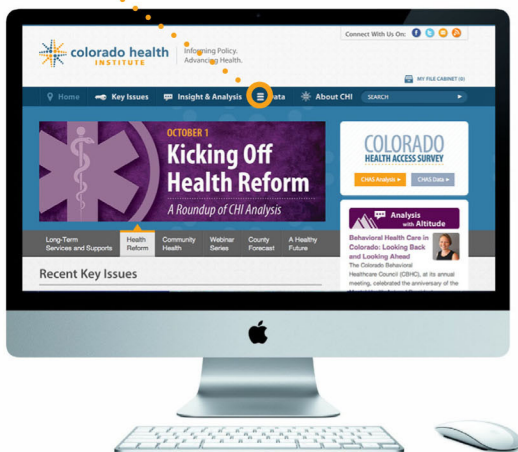 Connect With Us On:
colorado health
INSTITUTE
Informing Policy.
Advancing Health.
MY FILE CABINET (0)
Home
Key Issues
Insight & Analysis
Data
About CHI
SEARCH
OCTOBER 1
Kicking Off
Health Reform
A Roundup of CHI Analysis
COLORADO
HEALTH ACCESS SURVEY
CHAS Analysis
CHAS Data
Long-Term
Services and Supports
Health
Reform
Community
Health
Webinar
Series
County
Forecast
A Healthy
Future
Analysis
with Altitude
Behavioral Health Care in
Colorado: Looking Back
and Looking Ahead
The Colorado Behavioral
Healthcare Council (CBHC), at its annual
meeting, celebrated the anniversary of the
Recent Key Issues